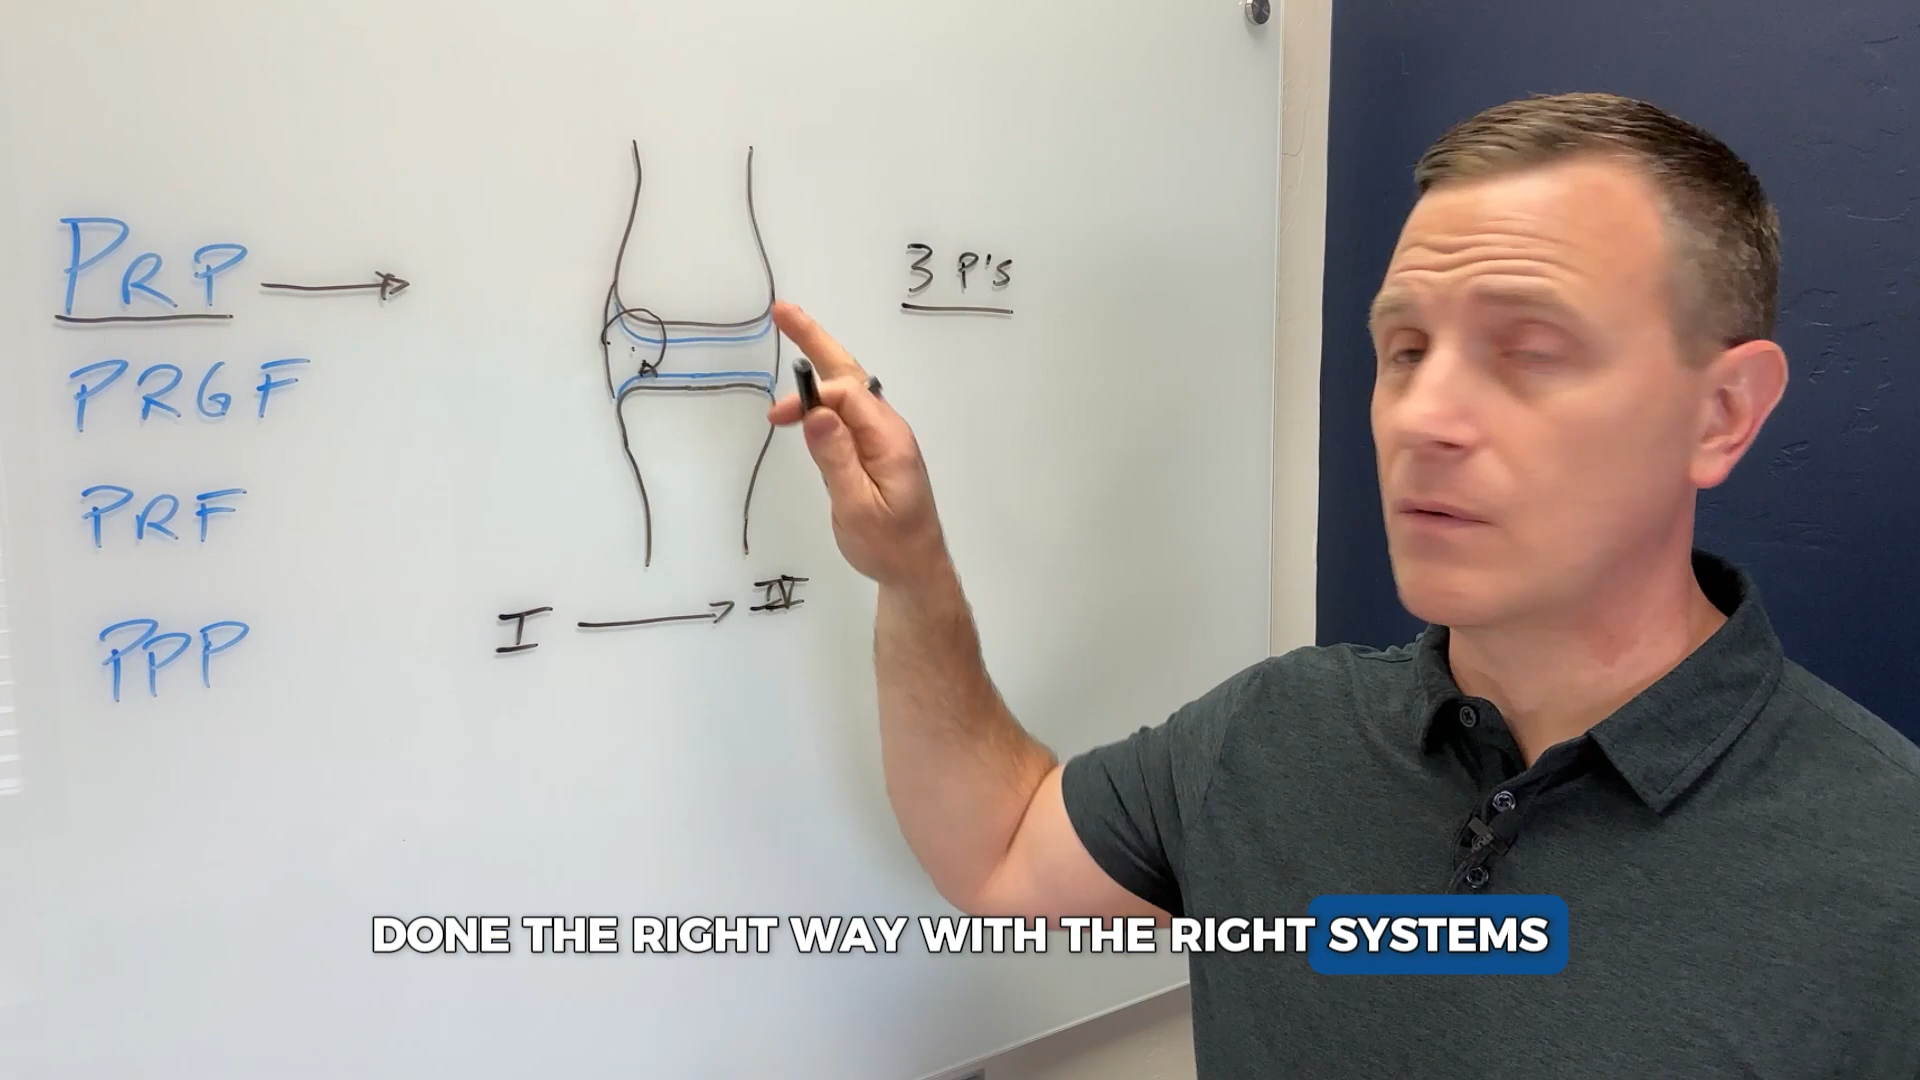 PRP
PRGF
PRF
PPP
3 P'S
I
IV
DONE THE RIGHT WAY WITH THE RIGHT SYSTEMS